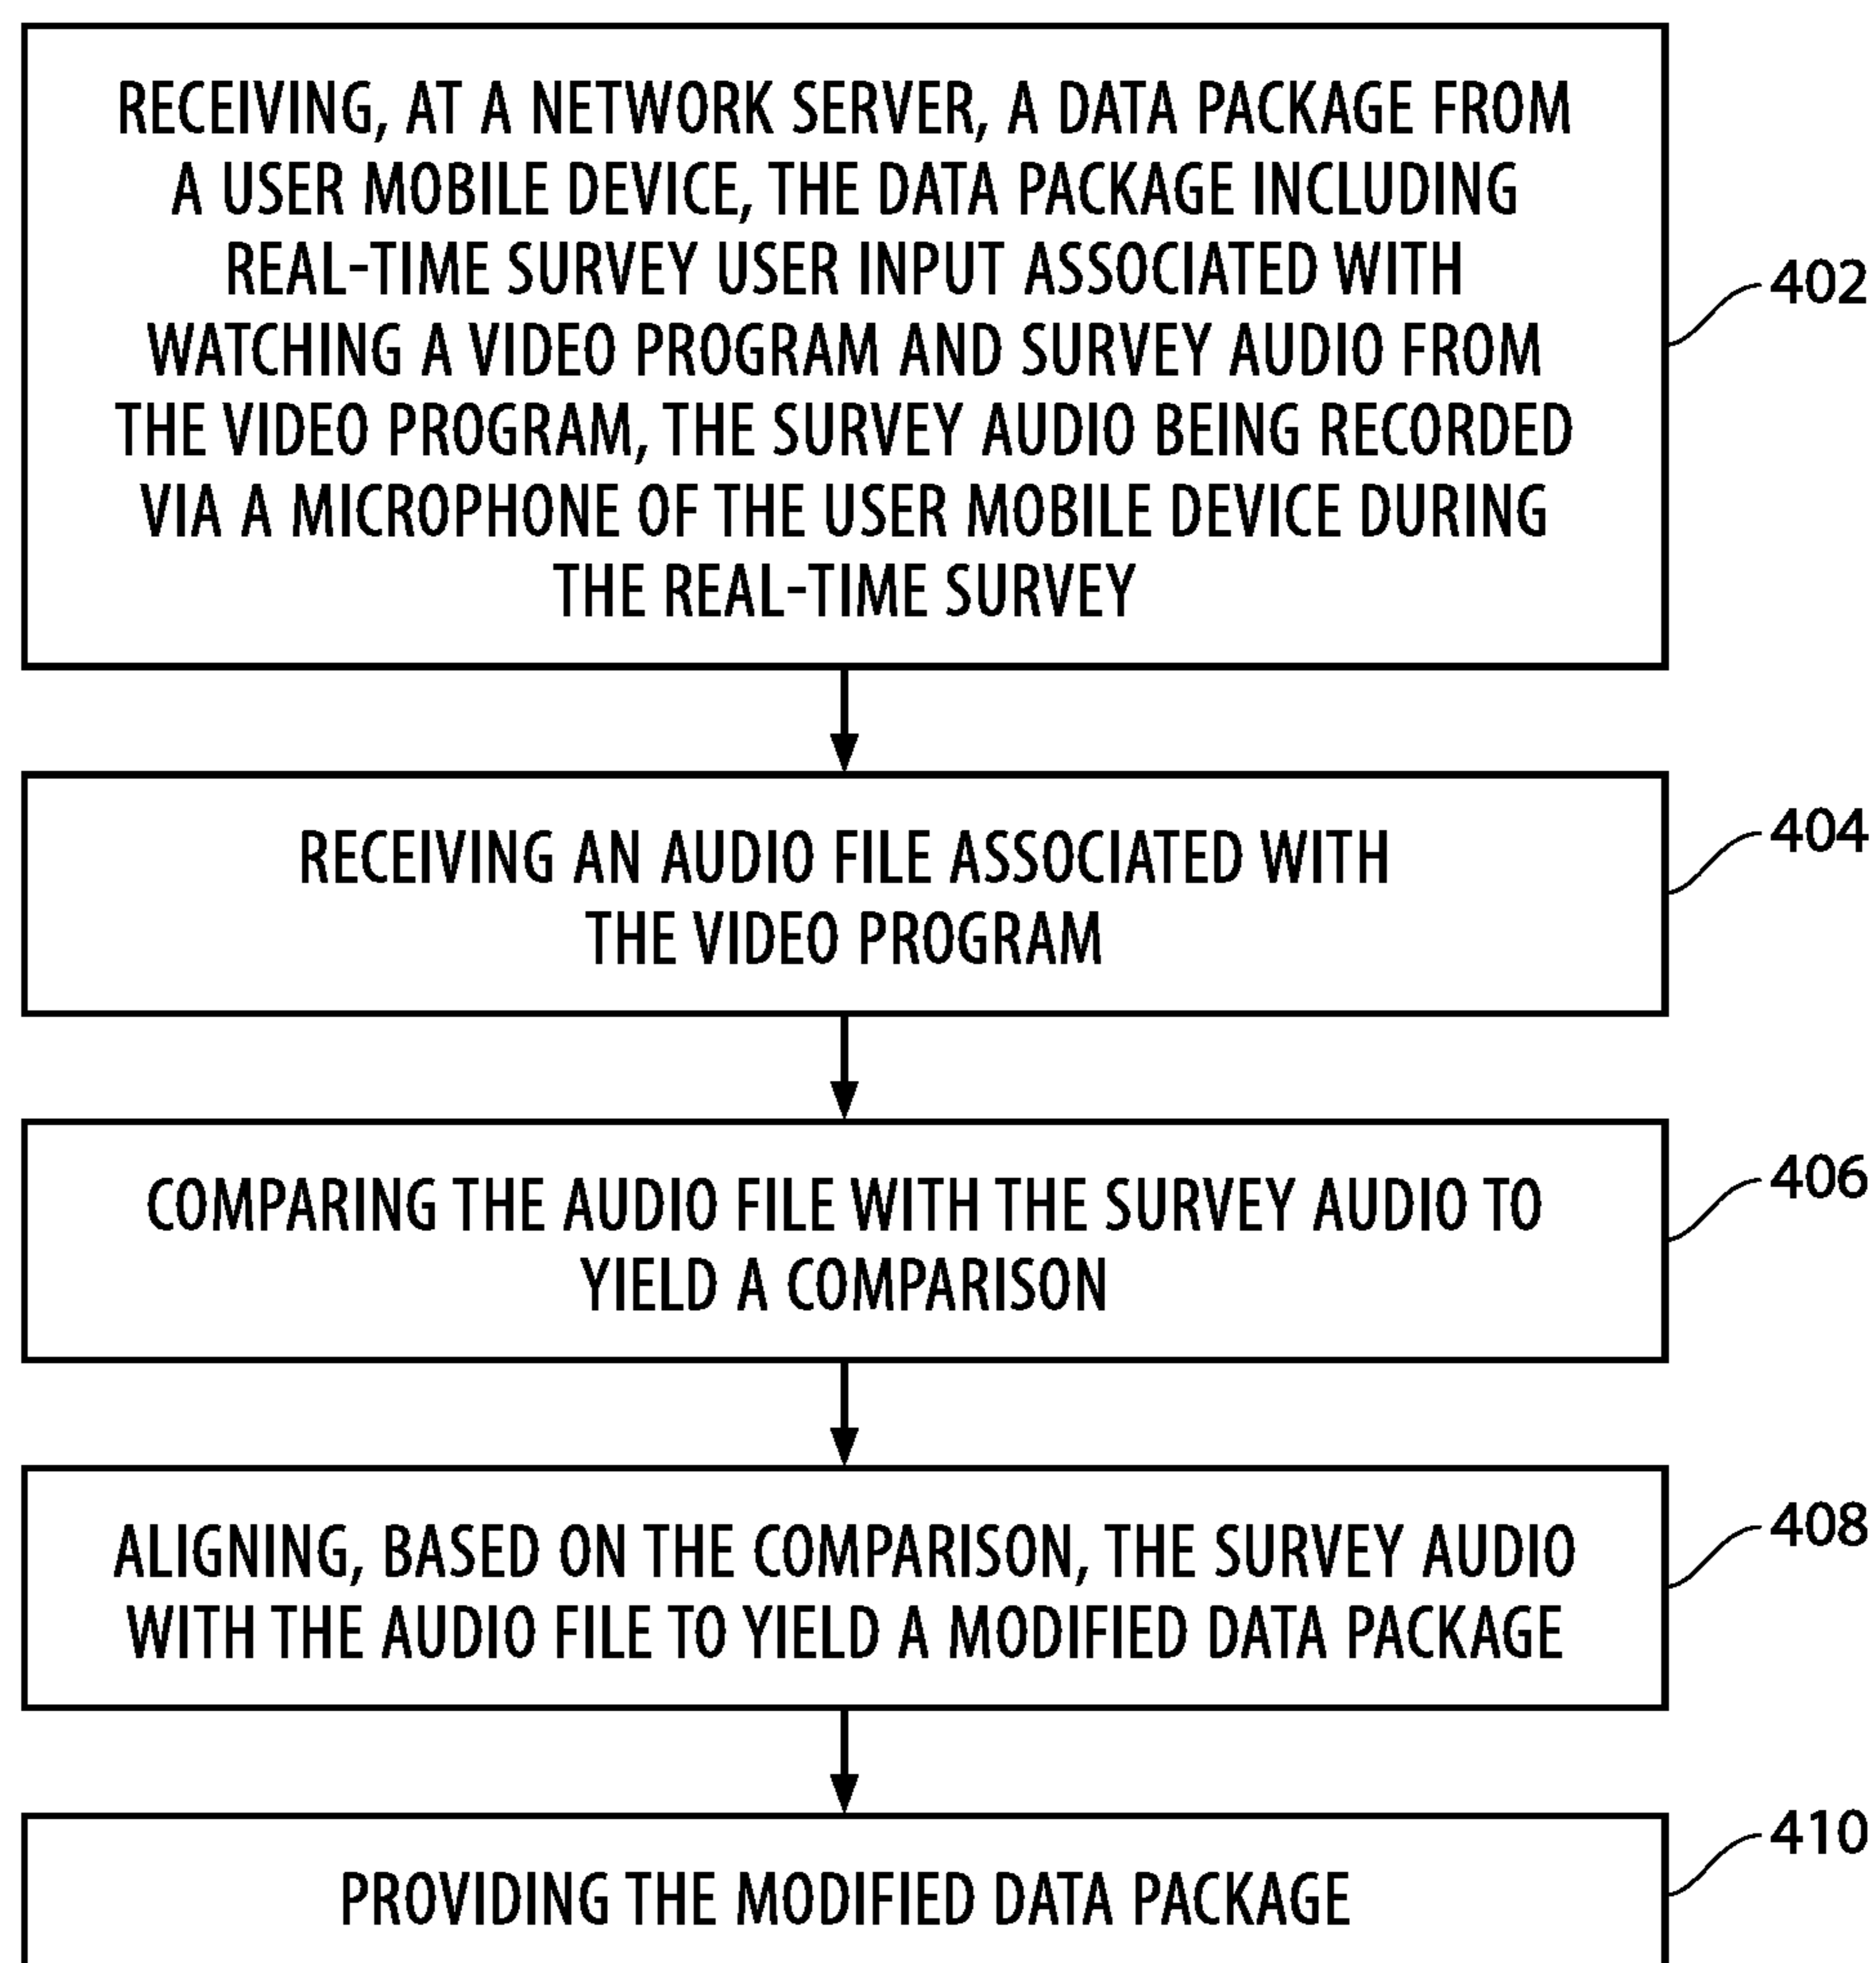 RECEIVING, AT A NETWORK SERVER, A DATA PACKAGE FROM
A USER MOBILE DEVICE, THE DATA PACKAGE INCLUDING
REAL-TIME SURVEY USER INPUT ASSOCIATED WITH
WATCHING A VIDEO PROGRAM AND SURVEY AUDIO FROM
THE VIDEO PROGRAM, THE SURVEY AUDIO BEING RECORDED
VIA A MICROPHONE OF THE USER MOBILE DEVICE DURING
THE REAL-TIME SURVEY
402
RECEIVING AN AUDIO FILE ASSOCIATED WITH
THE VIDEO PROGRAM
404
COMPARING THE AUDIO FILE WITH THE SURVEY AUDIO TO
YIELD A COMPARISON
406
ALIGNING, BASED ON THE COMPARISON, THE SURVEY AUDIO
WITH THE AUDIO FILE TO YIELD A MODIFIED DATA PACKAGE
408
PROVIDING THE MODIFIED DATA PACKAGE
410